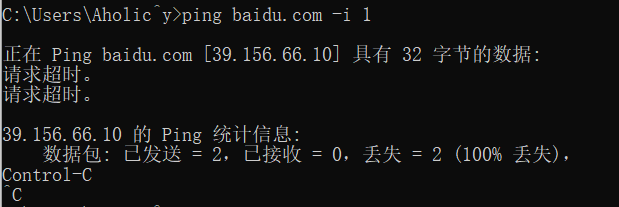 C:\Users\Aholic^y>ping baidu.com -i 1
正在 Ping baidu.com [39.156.66.10] 具有 32 字节的数据:
请求超时。
请求超时。
39.156.66.10 的 Ping 统计信息:
数据包: 已发送 = 2，已接收 = 0，丢失 = 2 (100% 丢失)，
Control-C
^C